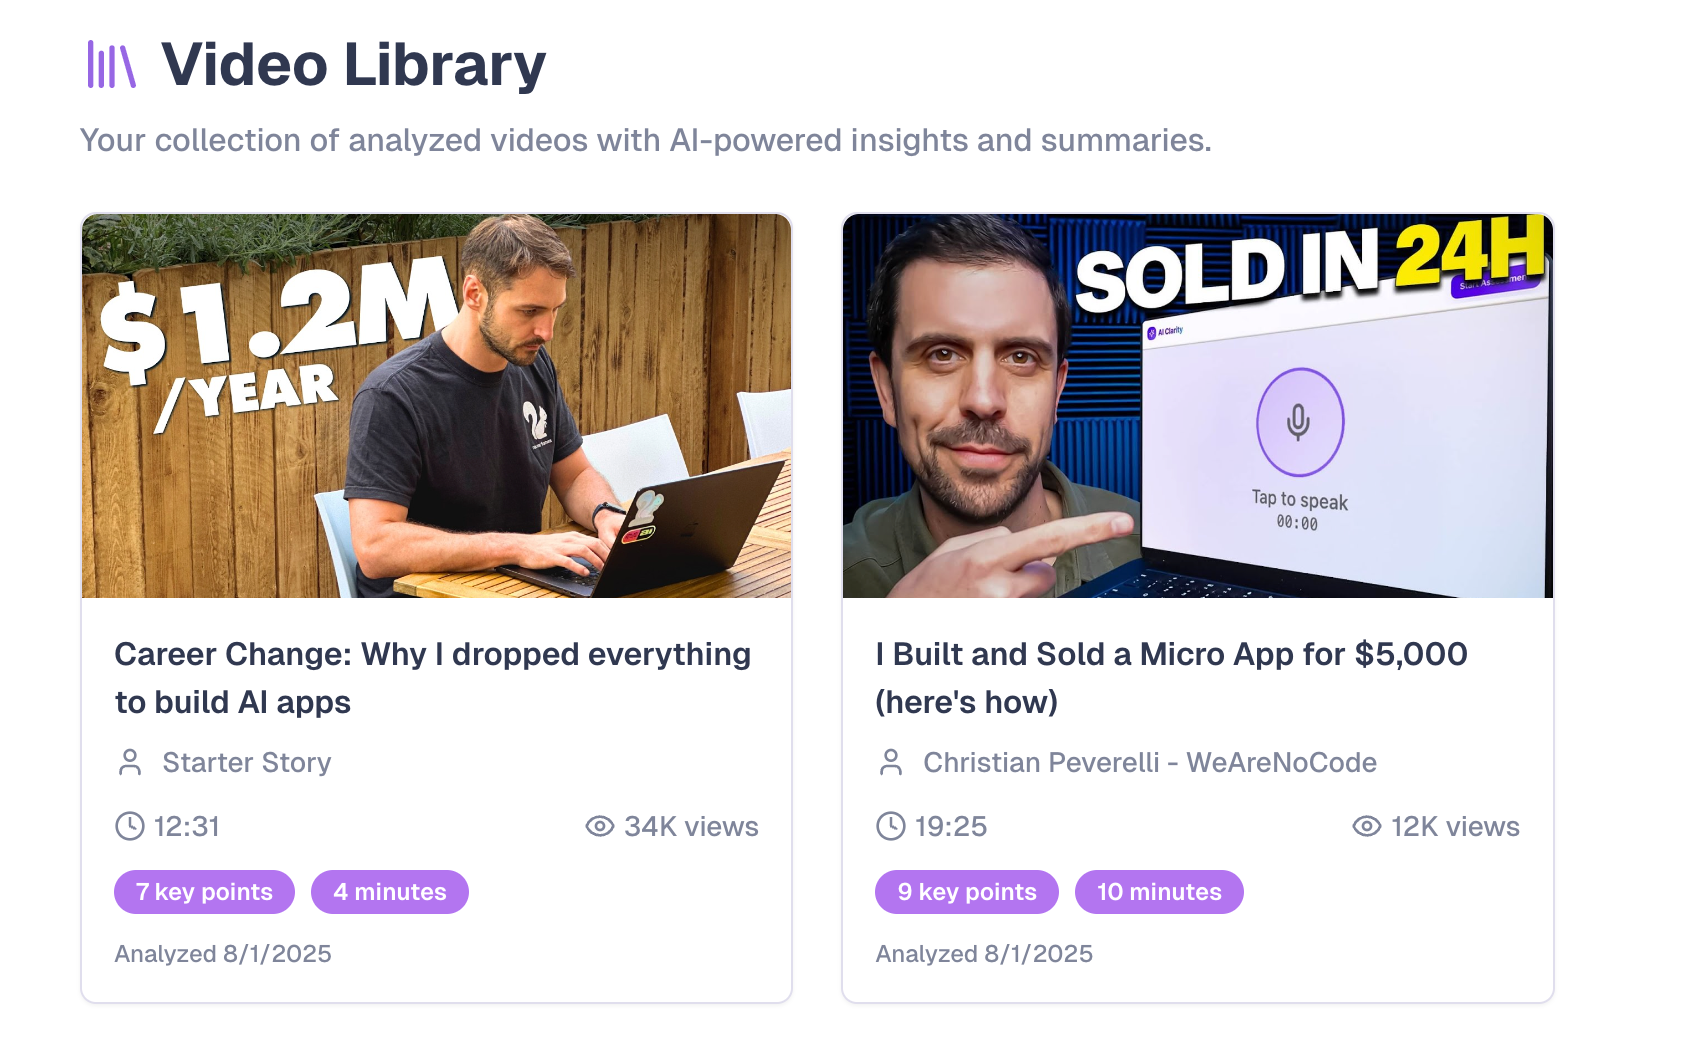 Video Library
Your collection of analyzed videos with AI-powered insights and summaries.
$1.2M
/YEAR
Career Change: Why I dropped everything
to build AI apps
Starter Story
12:31
34K views
7 key points
4 minutes
Analyzed 8/1/2025
SOLD IN 24H
AI Clarity
Tap to speak
00:00
I Built and Sold a Micro App for $5,000
(here's how)
Christian Peverelli - WeAreNoCode
19:25
12K views
9 key points
10 minutes
Analyzed 8/1/2025